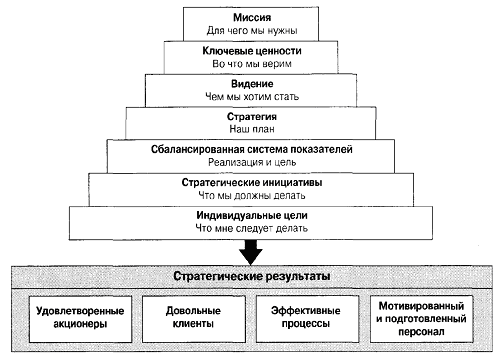 Миссия
Для чего мы нужны
Ключевые ценности
Во что мы верим
Видение
Чем мы хотим стать
Стратегия
Наш план
Сбалансированная система показателей
Реализация и цель
Стратегические инициативы
Что мы должны делать
Индивидуальные цели
Что мне следует делать
Стратегические результаты
Удовлетворенные
акционеры
Довольные
клиенты
Эффективные
процессы
Мотивированный
и подготовленный
персонал